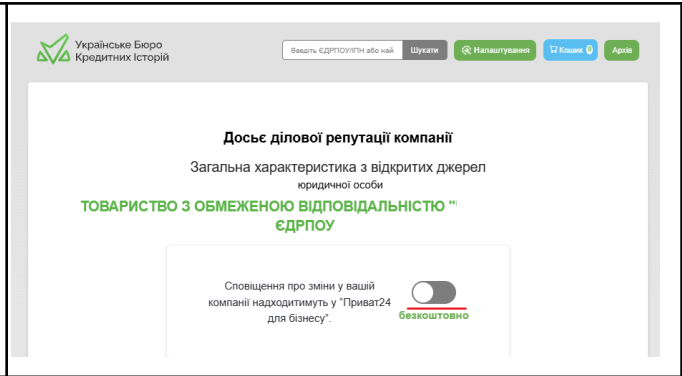 Українське Бюро
Кредитних Історій
Введіть ЄДРПОУ/ІПН або най
Шукати
Налаштування
Кошик 0
Архів
Досьє ділової репутації компанії
Загальна характеристика з відкритих джерел
юридичної особи
ТОВАРИСТВО З ОБМЕЖЕНОЮ ВІДПОВІДАЛЬНІСТЮ "
ЄДРПОУ
Сповіщення про зміни у вашій
компанії надходитимуть у "Приват24
для бізнесу".
безкоштовно